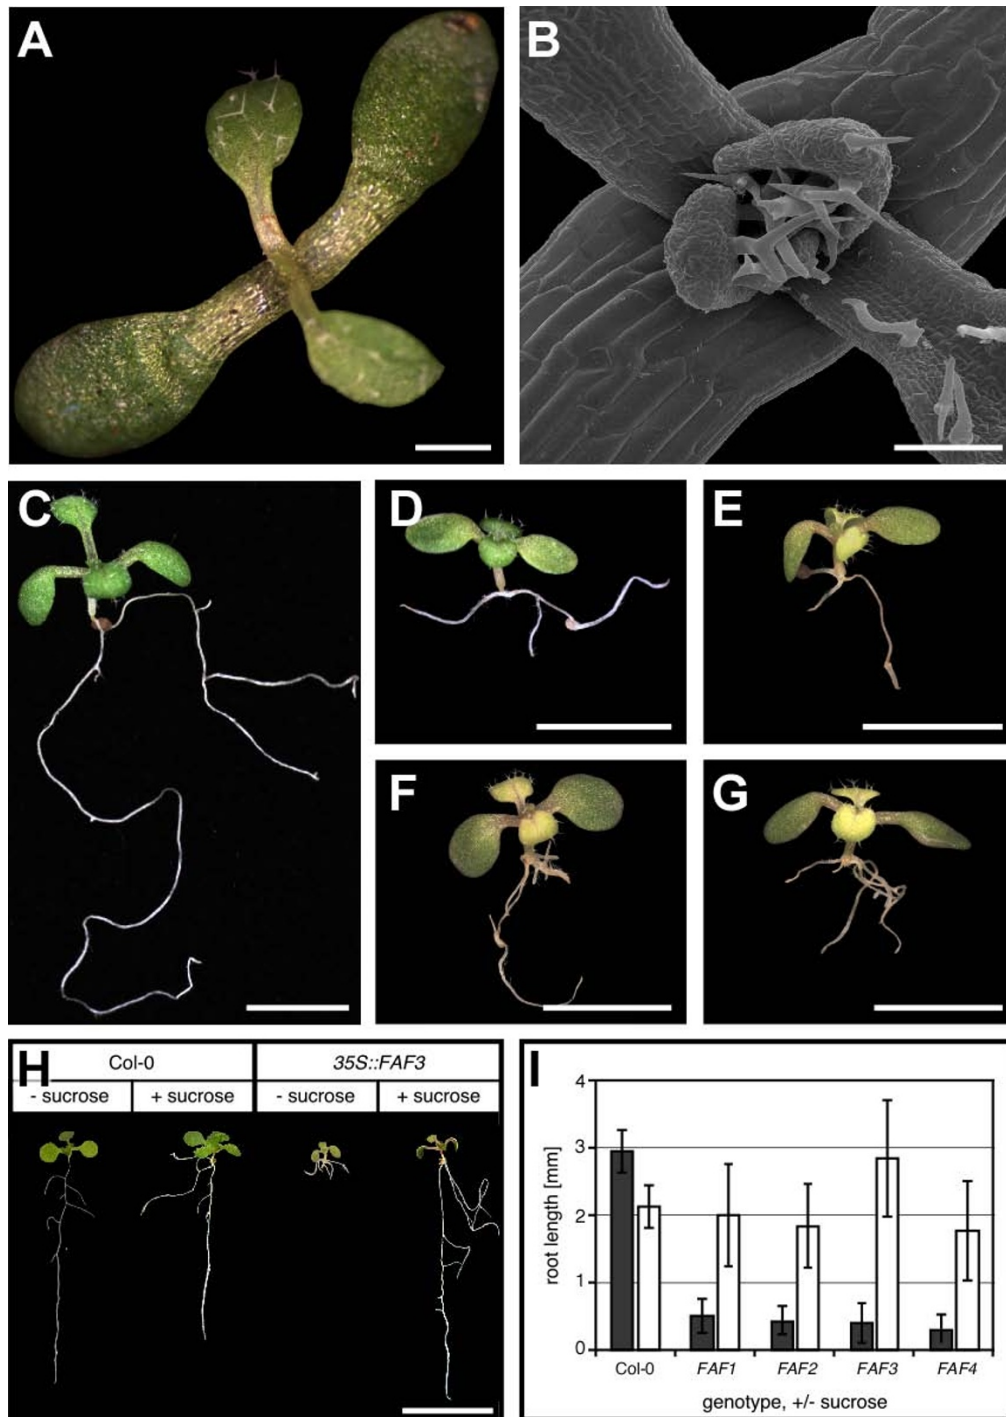 A
B
C
D
E
F
G
H
Col-0
35S::FAF3
- sucrose
+ sucrose
- sucrose
+ sucrose
I
4
3
2
1
0
root length [mm]
Col-0
FAF1
FAF2
FAF3
FAF4
genotype, +/- sucrose